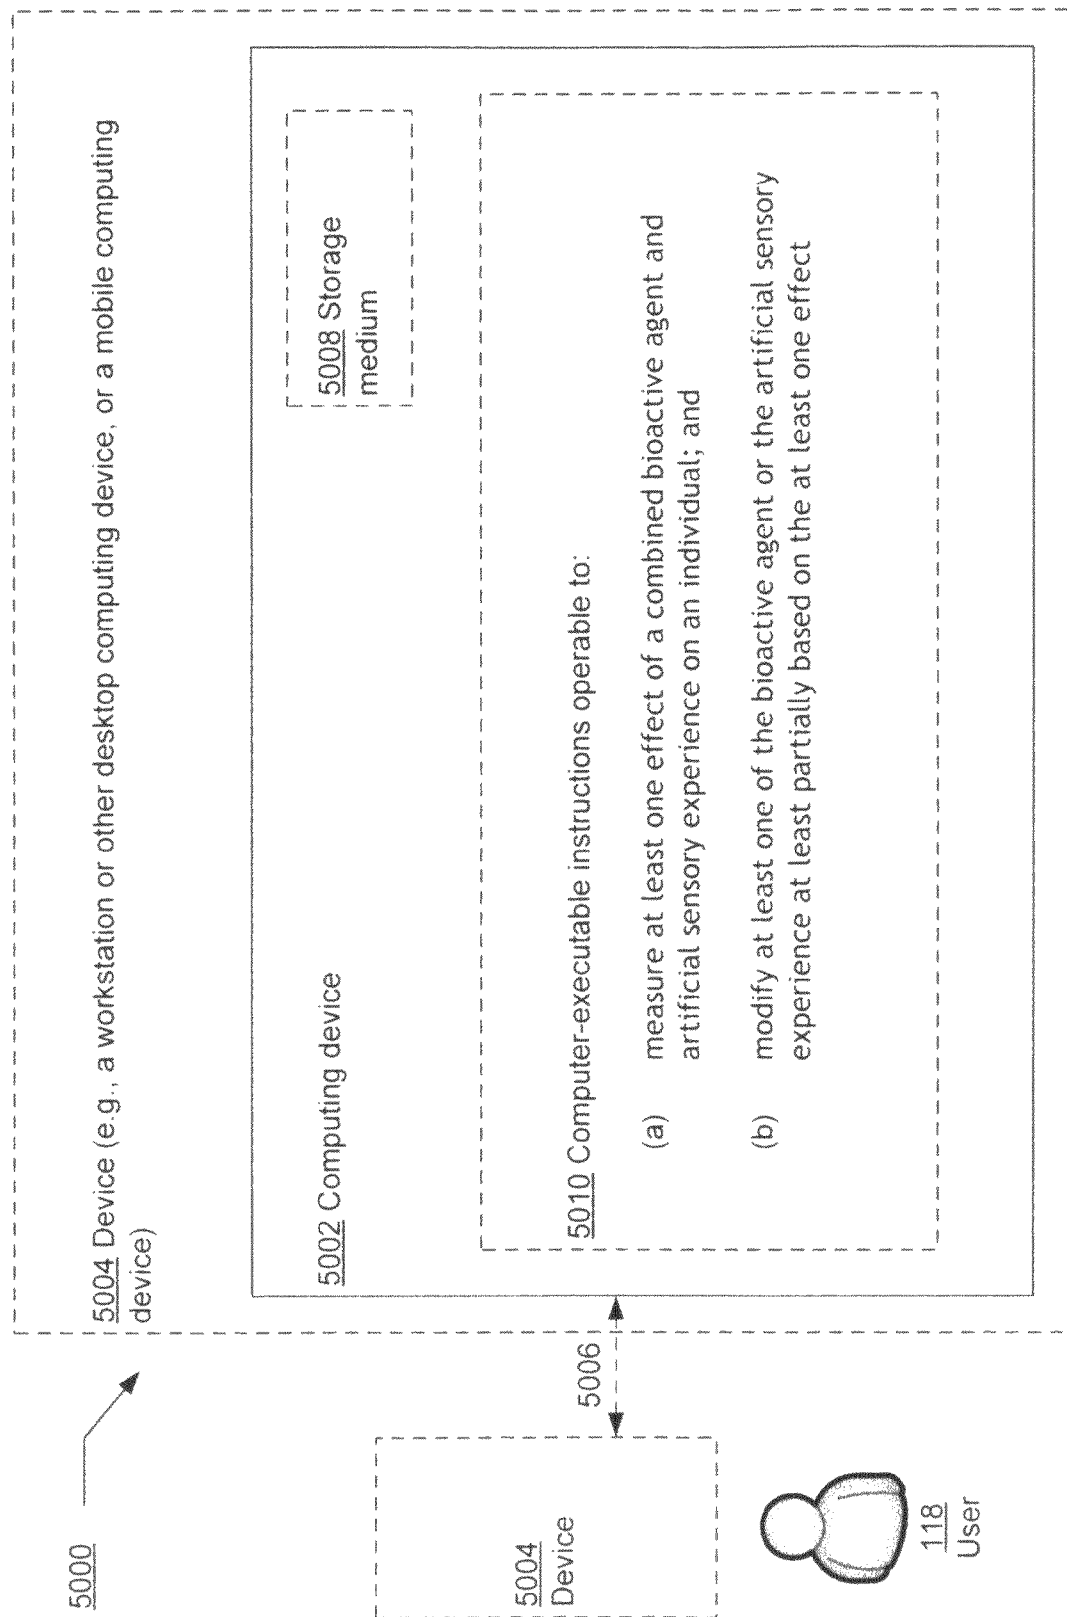 5000
5004 Device (e.g., a workstation or other desktop computing device, or a mobile computing
device)
5002 Computing device
5008 Storage
medium
5010 Computer-executable instructions operable to:
(a) measure at least one effect of a combined bioactive agent and
artificial sensory experience on an individual; and
(b) modify at least one of the bioactive agent or the artificial sensory
experience at least partially based on the at least one effect
5006
5004
Device
118
User